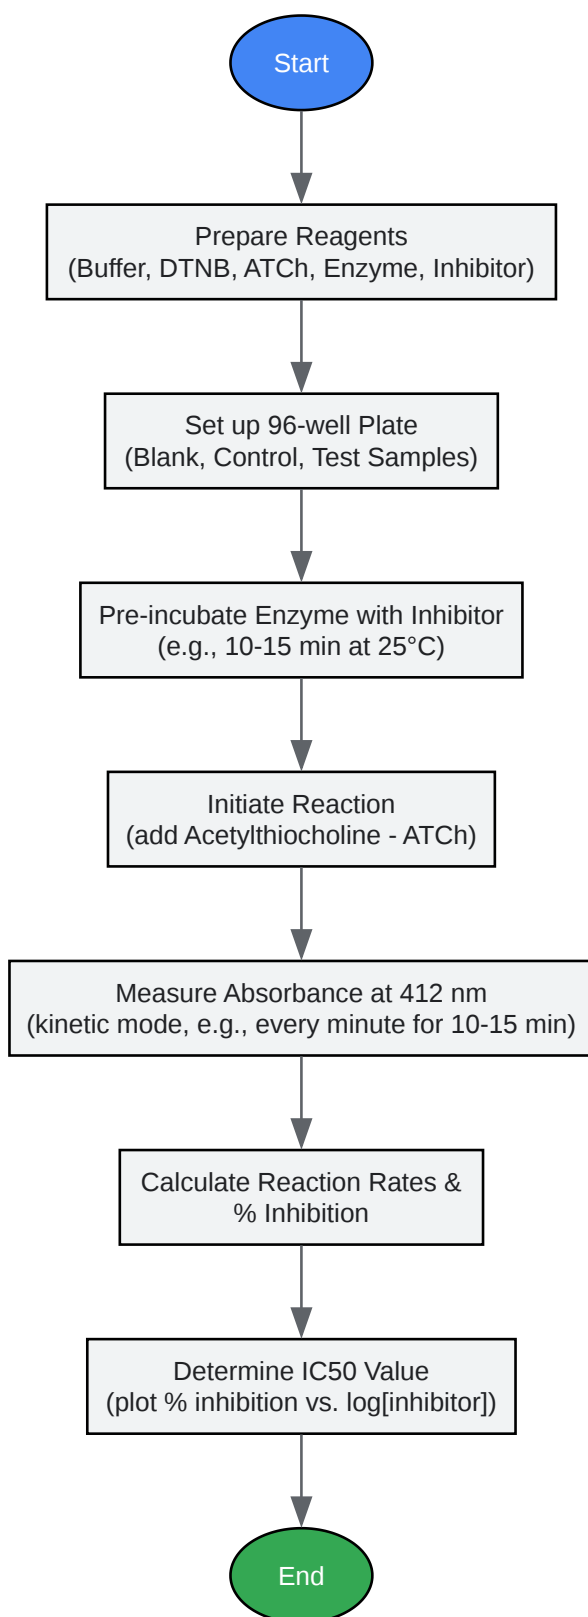 Start
Prepare Reagents
(Buffer, DTNB, ATCh, Enzyme, Inhibitor)
Set up 96-well Plate
(Blank, Control, Test Samples)
Pre-incubate Enzyme with Inhibitor
(e.g., 10-15 min at 25°C)
Initiate Reaction
(add Acetylthiocholine - ATCh)
Measure Absorbance at 412 nm
(kinetic mode, e.g., every minute for 10-15 min)
Calculate Reaction Rates &
% Inhibition
Determine IC50 Value
(plot % inhibition vs. log[inhibitor])
End